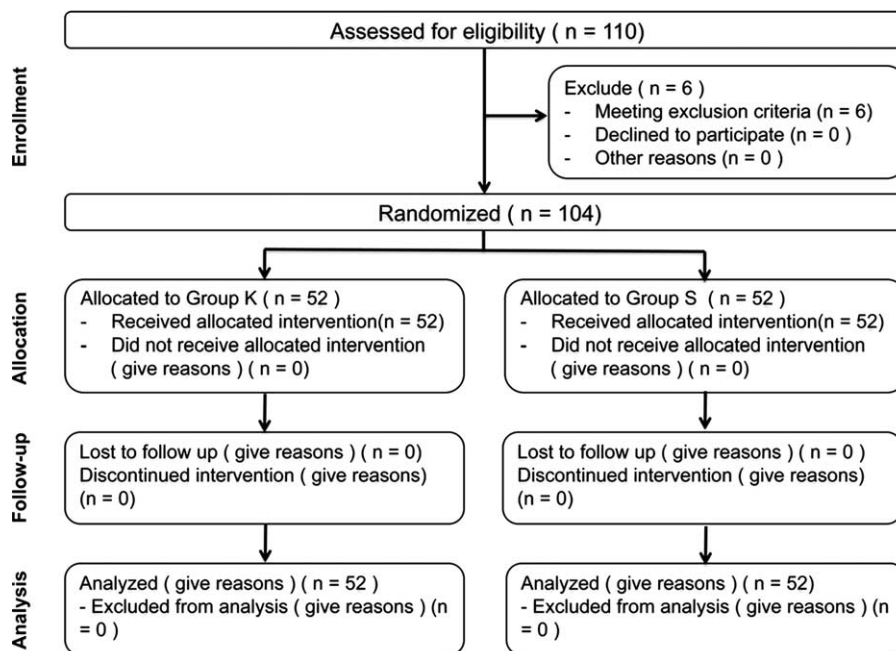 Enrollment
Assessed for eligibility ( n = 110)
Exclude ( n = 6 )
- Meeting exclusion criteria (n = 6)
- Declined to participate (n = 0 )
- Other reasons (n = 0 )
Randomized ( n = 104)
Allocation
Allocated to Group K ( n = 52 )
- Received allocated intervention(n = 52)
- Did not receive allocated intervention
( give reasons ) ( n = 0)
Allocated to Group S ( n = 52 )
- Received allocated intervention(n = 52)
- Did not receive allocated intervention
( give reasons ) ( n = 0)
Follow-up
Lost to follow up ( give reasons ) ( n = 0)
Discontinued intervention ( give reasons)
(n = 0)
Lost to follow up ( give reasons ) ( n = 0 )
Discontinued intervention ( give reasons)
(n = 0)
Analysis
Analyzed ( give reasons ) ( n = 52 )
- Excluded from analysis ( give reasons ) (n
= 0 )
Analyzed ( give reasons ) ( n = 52)
- Excluded from analysis ( give reasons ) (n
= 0 )